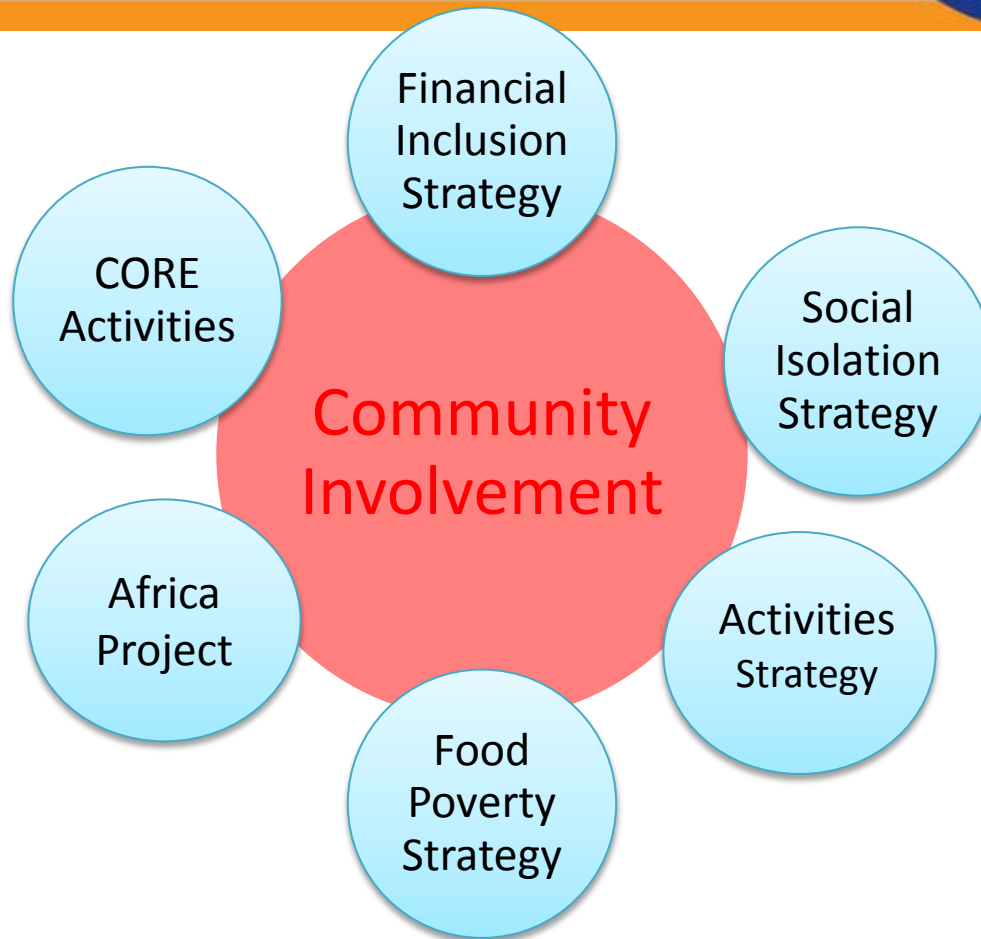 Financial
Inclusion
Strategy
CORE
Activities
Social
Isolation
Strategy
Community
Involvement
Africa
Project
Activities
Strategy
Food
Poverty
Strategy